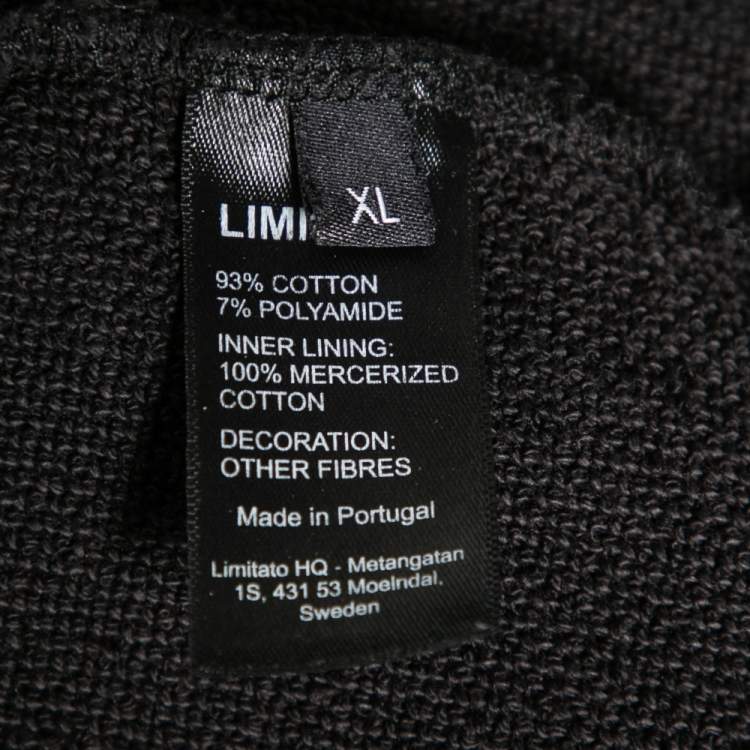 XL
LIMI
93% COTTON
7% POLYAMIDE
INNER LINING:
100% MERCERIZED
COTTON
DECORATION:
OTHER FIBRES
Made in Portugal
Limitato HQ - Metangatan
1S, 431 53 Moelndal,
Sweden